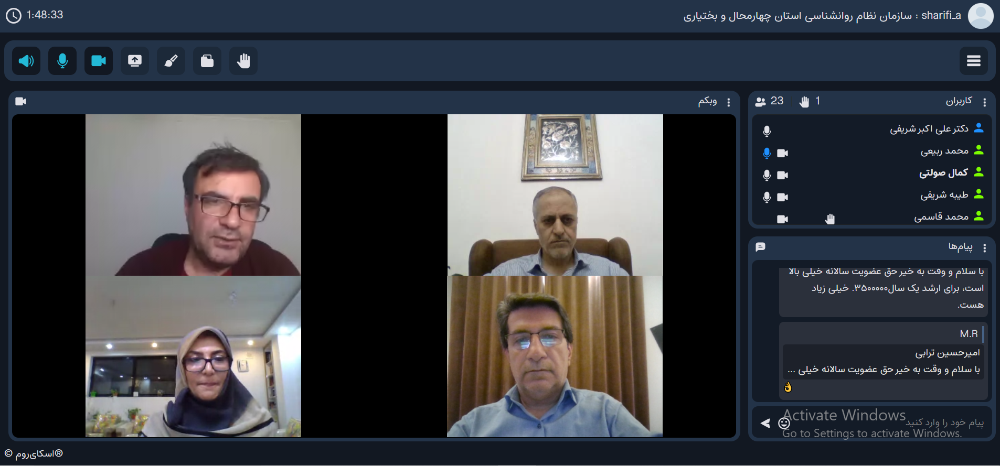 1:48:33
sharifi_a : سازمان نظام روانشناسی استان چهارمحال و بختیاری
وبکم
کاربران
1
23
دکتر علی اکبر شریفی
محمد ربیعی
کمال صولتی
طیبه شریفی
محمد قاسمی
پیام‌ها
با سلام و وقت به خیر حق عضویت سالانه خیلی بالا
است، برای ارشد یک سال۳۵۰۰۰۰۰. خیلی زیاد
هست.
M.R
امیرحسین ترابی
با سلام و وقت به خیر حق عضویت سالانه خیلی ...
👌
پیام خود را وارد کنید
Activate Windows
Go to Settings to activate Windows.
© اسکای‌روم®